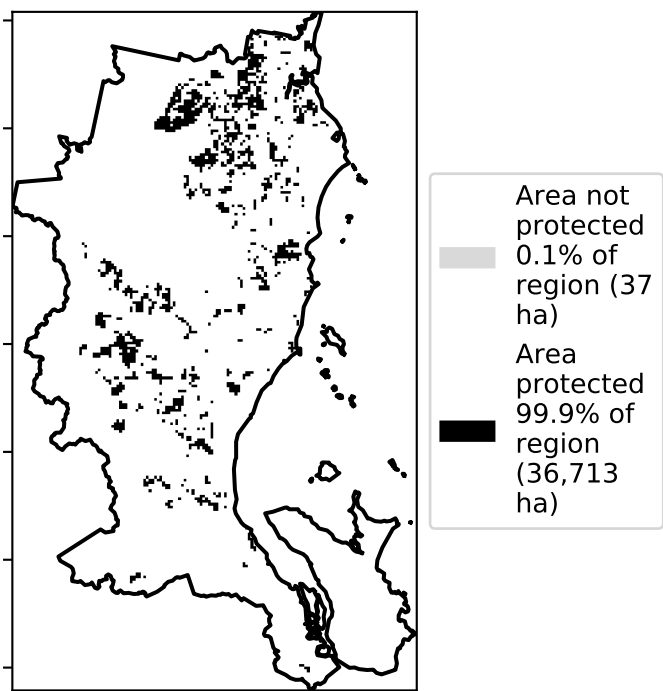 Area not
protected
0.1% of
region (37
ha)
Area
protected
99.9% of
region
(36,713
ha)